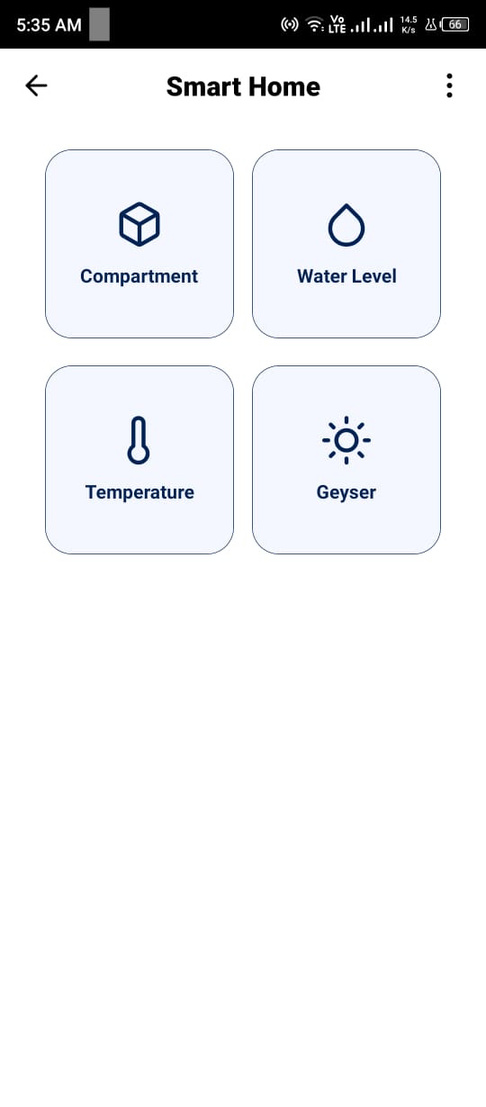 5:35 AM Vo LTE 14.5 K/s 66
Smart Home
Compartment
Water Level
Temperature
Geyser